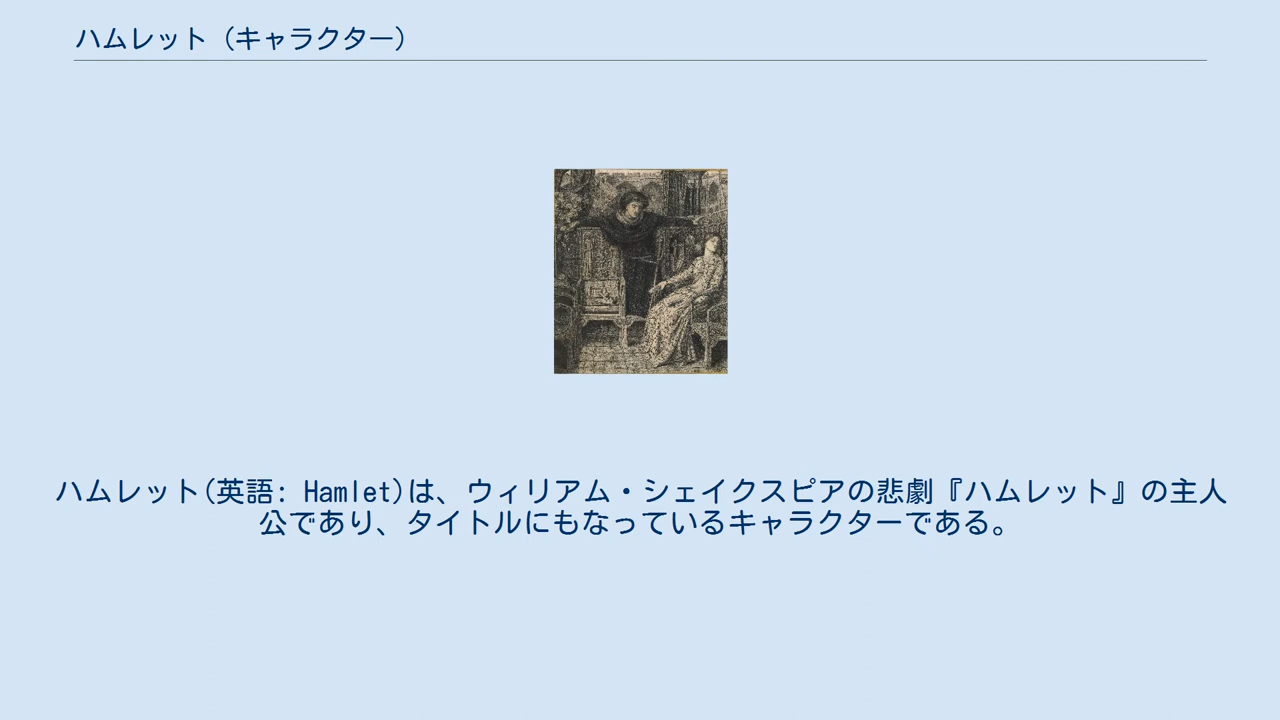 ハムレット (キャラクター)
ハムレット(英語: Hamlet)は、ウィリアム・シェイクスピアの悲劇『ハムレット』の主人
公であり、タイトルにもなっているキャラクターである。